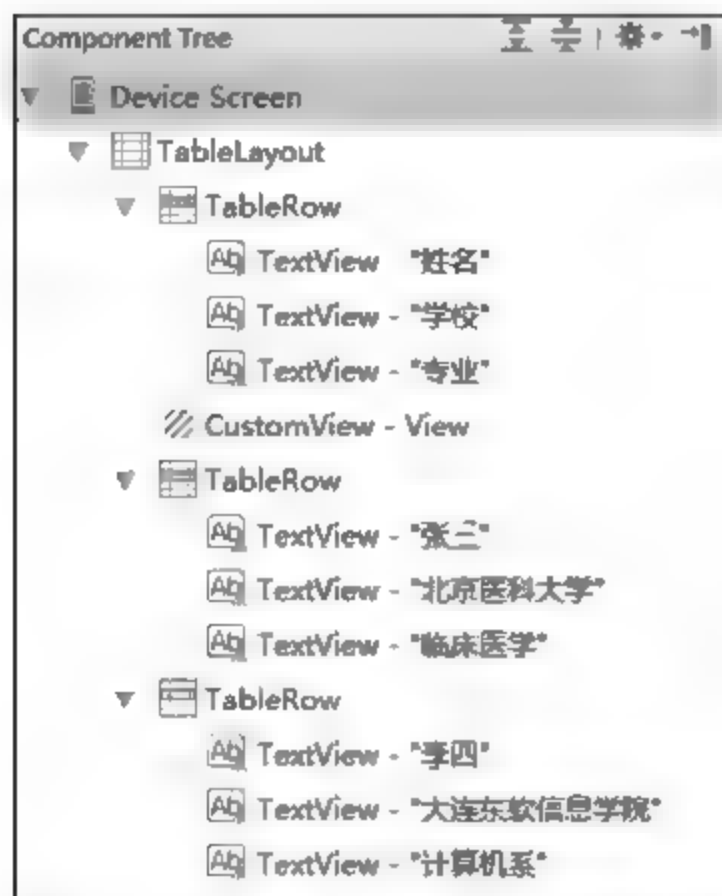 Component Tree
Device Screen
TableLayout
TableRow
TextView "姓名"
TextView - "学校"
TextView - "专业"
CustomView - View
TableRow
TextView - "张三"
TextView - "北京医科大学"
TextView - "临床医学"
TableRow
TextView - "李四"
TextView - "大连东软信息学院"
TextView - "计算机系"